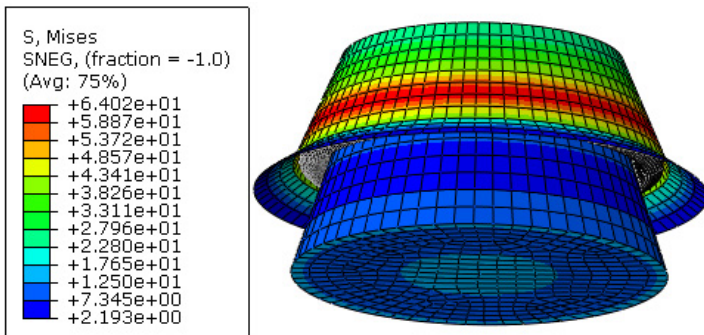 S, Mises
SNEG, (fraction = -1.0)
(Avg: 75%)
+6.402e+01
+5.887e+01
+5.372e+01
+4.857e+01
+4.341e+01
+3.826e+01
+3.311e+01
+2.796e+01
+2.280e+01
+1.765e+01
+1.250e+01
+7.345e+00
+2.193e+00